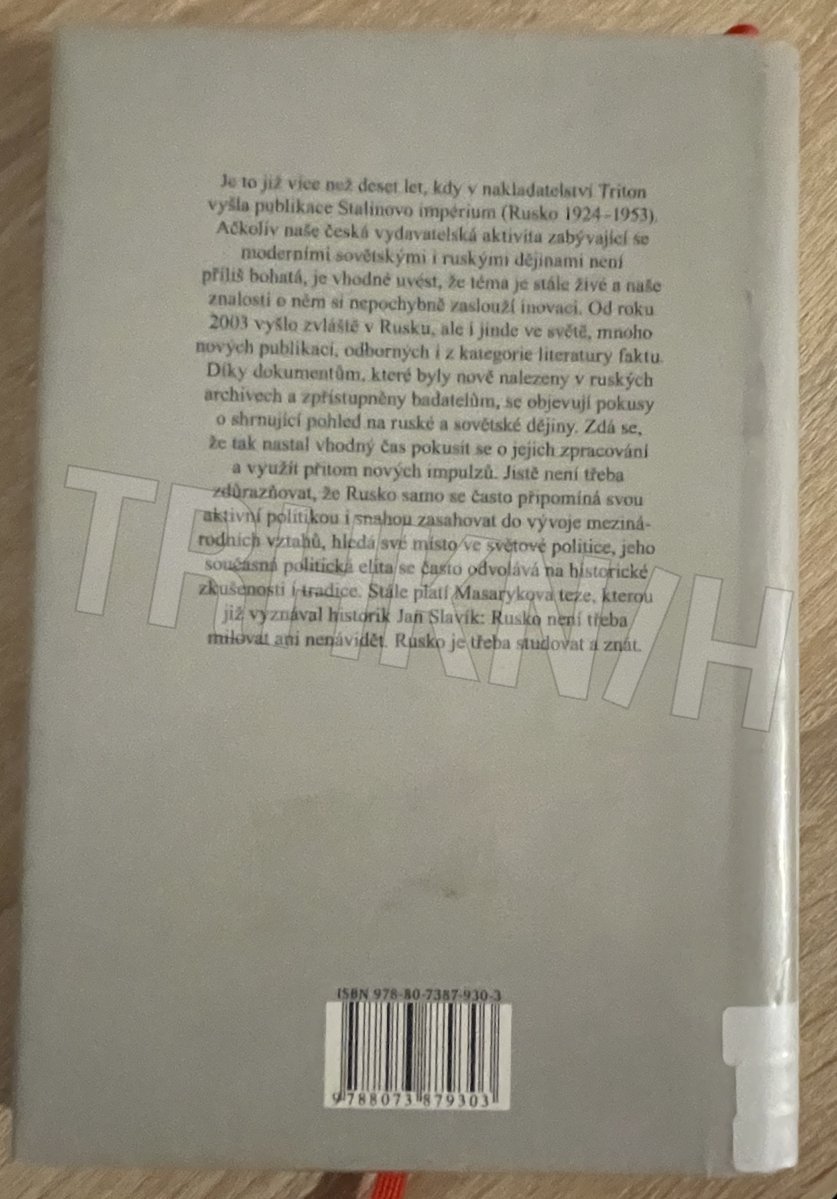 Je to již více než deset let, kdy v nakladatelství Triton
vyšla publikace Stalinovo impérium (Rusko 1924–1953).
Ačkoliv naše česká vydavatelská aktivita zabývající se
moderními sovětskými i ruskými dějinami není
příliš bohatá, je vhodné uvést, že téma je stále živé a naše
znalosti o něm si nepochybně zaslouží inovaci. Od roku
2003 vyšlo zvláště v Rusku, ale i jinde ve světě, mnoho
nových publikací, odborných i z kategorie literatury faktu.
Díky dokumentům, které byly nově nalezeny v ruských
archivech a zpřístupněny badatelům, se objevují pokusy
o shrnující pohled na ruské a sovětské dějiny. Zdá se,
že tak nastal vhodný čas pokusit se o jejich zpracování
a využít přitom nových impulzů. Jistě není třeba
zdůrazňovat, že Rusko samo se často připomíná svou
aktivní politikou i snahou zasahovat do vývoje meziná-
rodních vztahů, hledá své místo ve světové politice, jeho
současná politická elita se často odvolává na historické
zkušenosti i tradice. Stále platí Masarykova teze, kterou
již vyznával historik Jan Slavík: Rusko není třeba
milovat ani nenávidět. Rusko je třeba studovat a znát.
ISBN 978-80-7387-930-3
9 788073 879303